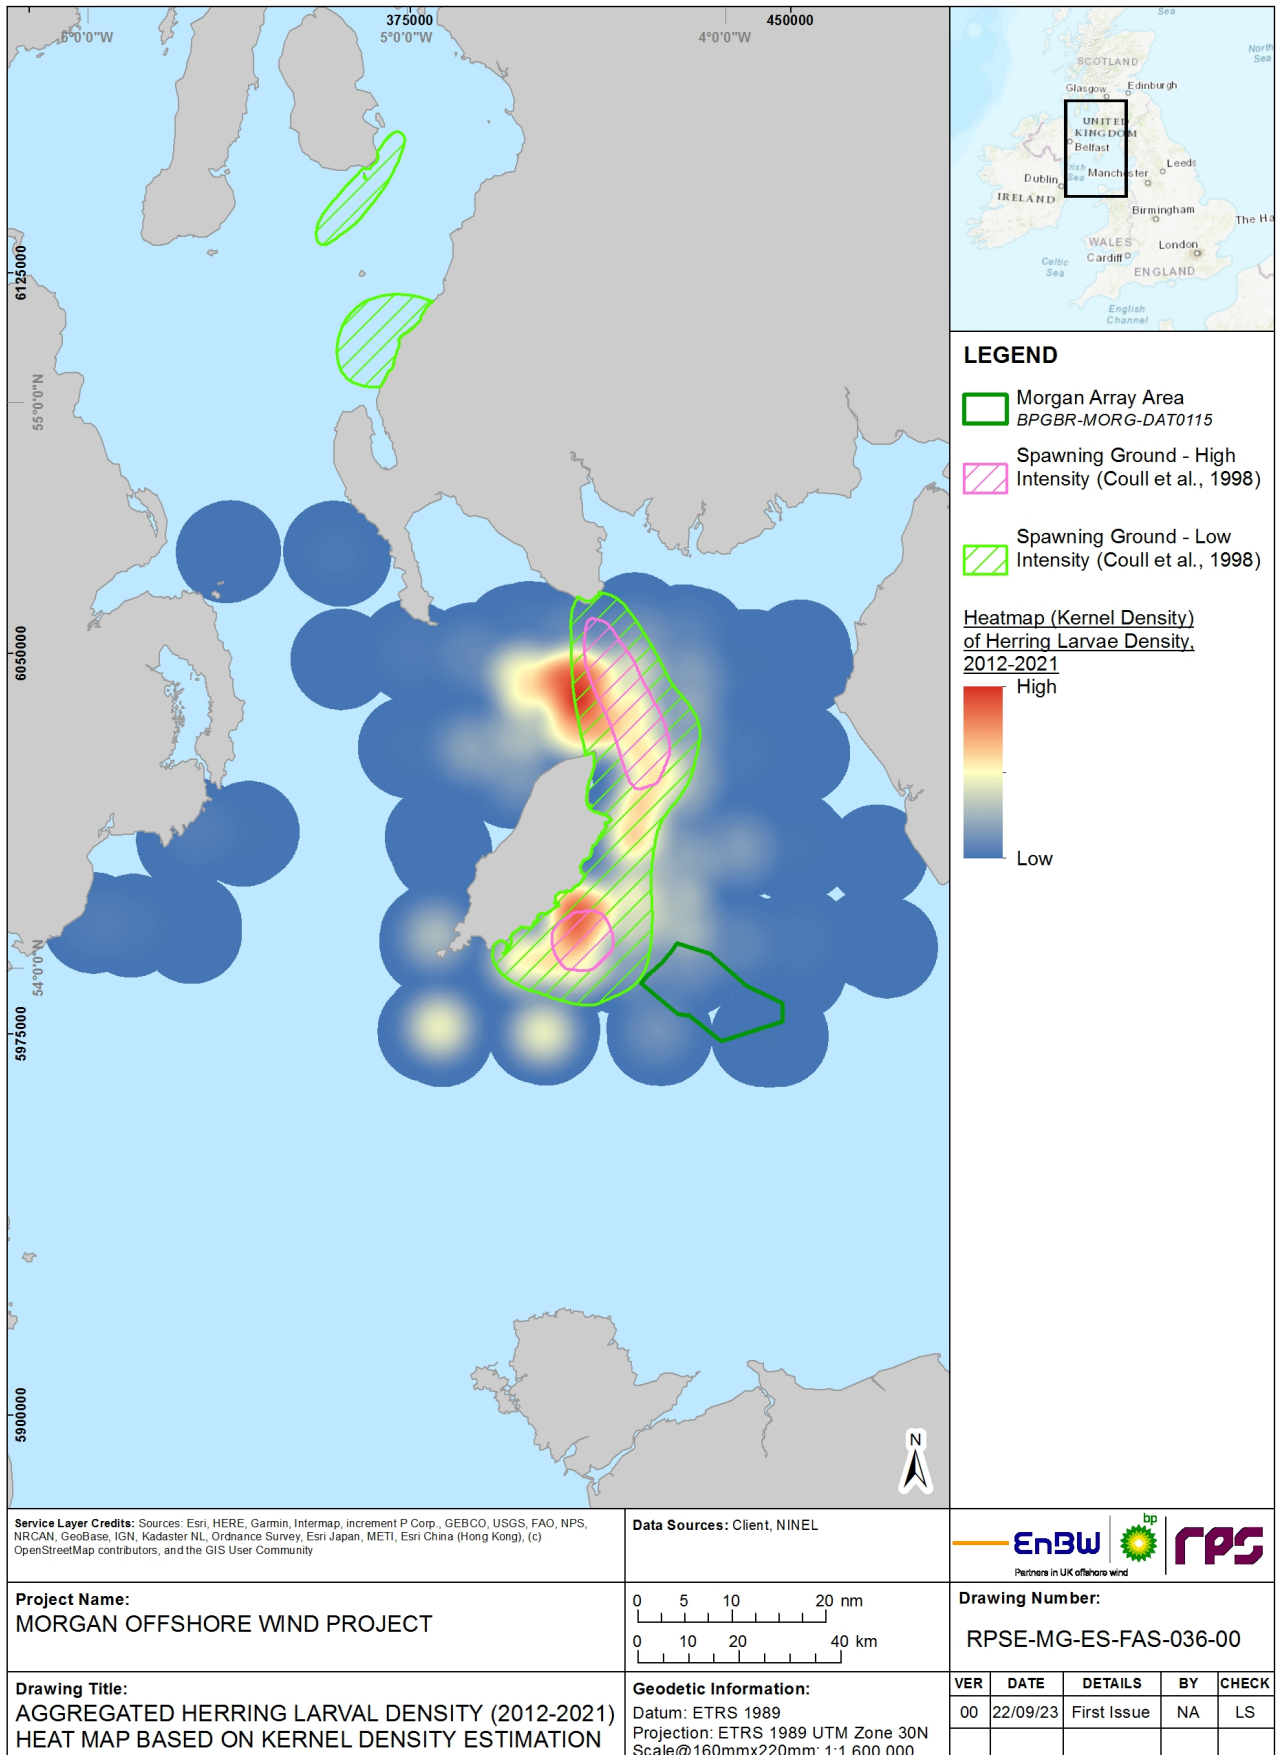 375000
450000
6°0'0"W
5°0'0"W
4°0'0"W
6125000
55°0'0"N
6050000
54°0'0"N
5975000
5900000
N
Sea
North
Sea
SCOTLAND
Glasgow
Edinburgh
UNITED
KINGDOM
Belfast
Leeds
Irish
Sea
Manchester
Dublin
IRELAND
Birmingham
The Ha
WALES
London
Cardiff
Celtic
Sea
ENGLAND
English
Channel
LEGEND
Morgan Array Area
BPGBR-MORG-DAT0115
Spawning Ground - High
Intensity (Coull et al., 1998)
Spawning Ground - Low
Intensity (Coull et al., 1998)
Heatmap (Kernel Density)
of Herring Larvae Density,
2012-2021
High
Low
Service Layer Credits: Sources: Esri, HERE, Garmin, Intermap, increment P Corp., GEBCO, USGS, FAO, NPS,
NRCAN, GeoBase, IGN, Kadaster NL, Ordnance Survey, Esri Japan, METI, Esri China (Hong Kong), (c)
OpenStreetMap contributors, and the GIS User Community
Data Sources: Client, NINEL
EnBW
bp
rps
Partners in UK offshore wind
Project Name:
MORGAN OFFSHORE WIND PROJECT
0 5 10 20 nm
0 10 20 40 km
Drawing Number:
RPSE-MG-ES-FAS-036-00
Drawing Title:
AGGREGATED HERRING LARVAL DENSITY (2012-2021)
HEAT MAP BASED ON KERNEL DENSITY ESTIMATION
Geodetic Information:
Datum: ETRS 1989
Projection: ETRS 1989 UTM Zone 30N
Scale@160mmx220mm: 1:1,600,000
VER DATE DETAILS BY CHECK
00 22/09/23 First Issue NA LS